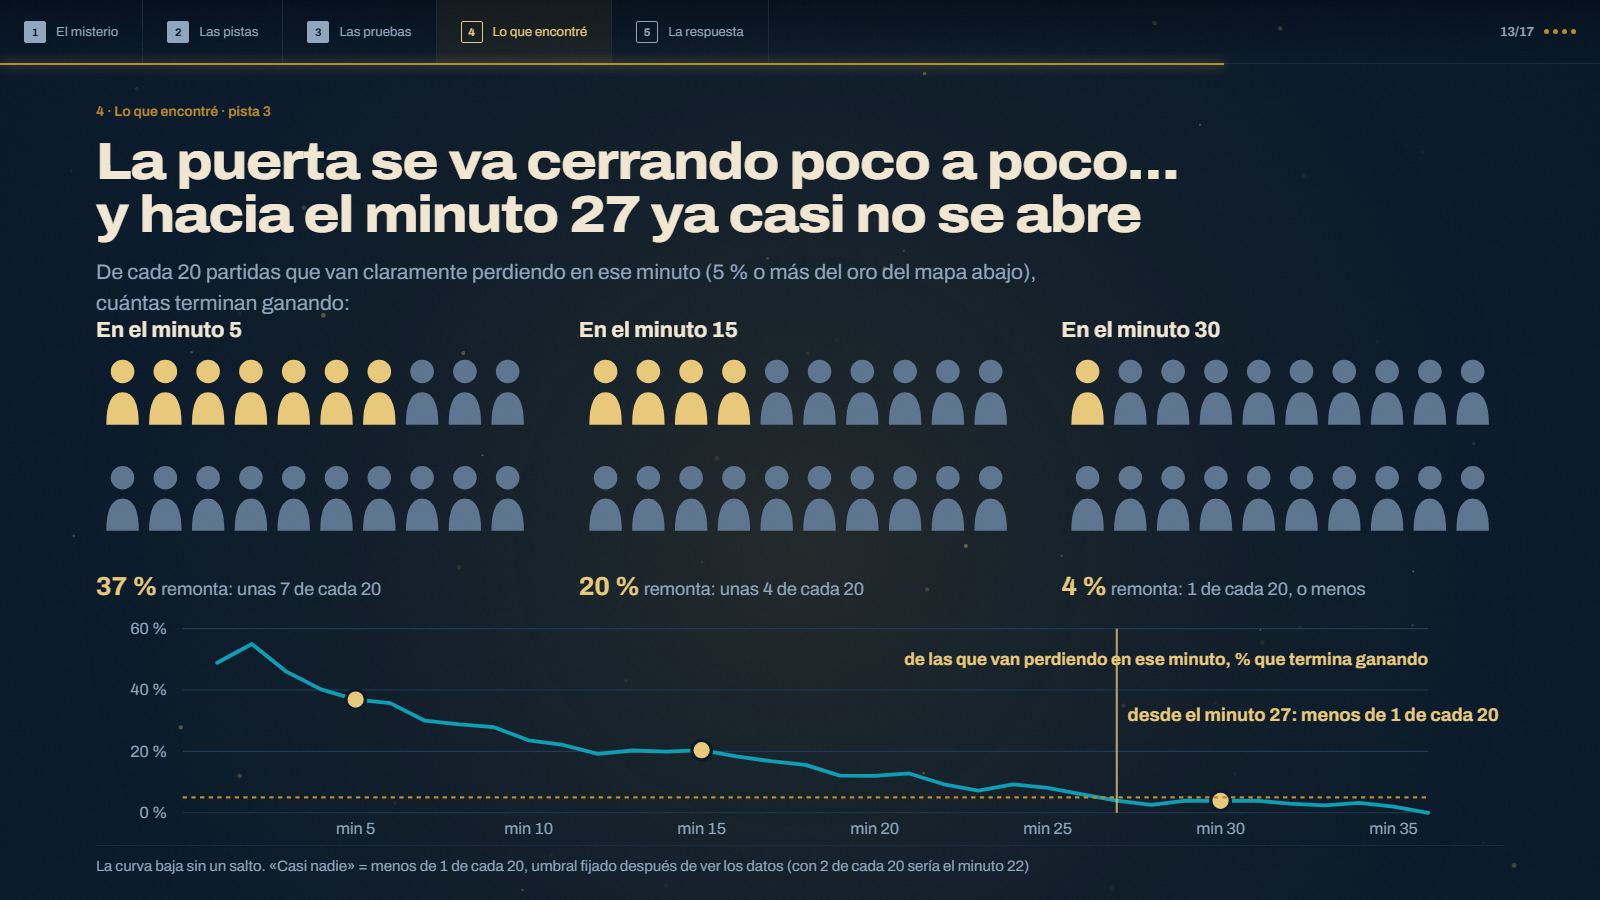 1 El misterio
2 Las pistas
3 Las pruebas
4 Lo que encontré
5 La respuesta
13/17
4 · Lo que encontré · pista 3
La puerta se va cerrando poco a poco...
y hacia el minuto 27 ya casi no se abre
De cada 20 partidas que van claramente perdiendo en ese minuto (5 % o más del oro del mapa abajo),
cuántas terminan ganando:
En el minuto 5
En el minuto 15
En el minuto 30
37 % remonta: unas 7 de cada 20
20 % remonta: unas 4 de cada 20
4 % remonta: 1 de cada 20, o menos
60 %
de las que van perdiendo en ese minuto, % que termina ganando
40 %
desde el minuto 27: menos de 1 de cada 20
20 %
0 %
min 5
min 10
min 15
min 20
min 25
min 30
min 35
La curva baja sin un salto. «Casi nadie» = menos de 1 de cada 20, umbral fijado después de ver los datos (con 2 de cada 20 sería el minuto 22)